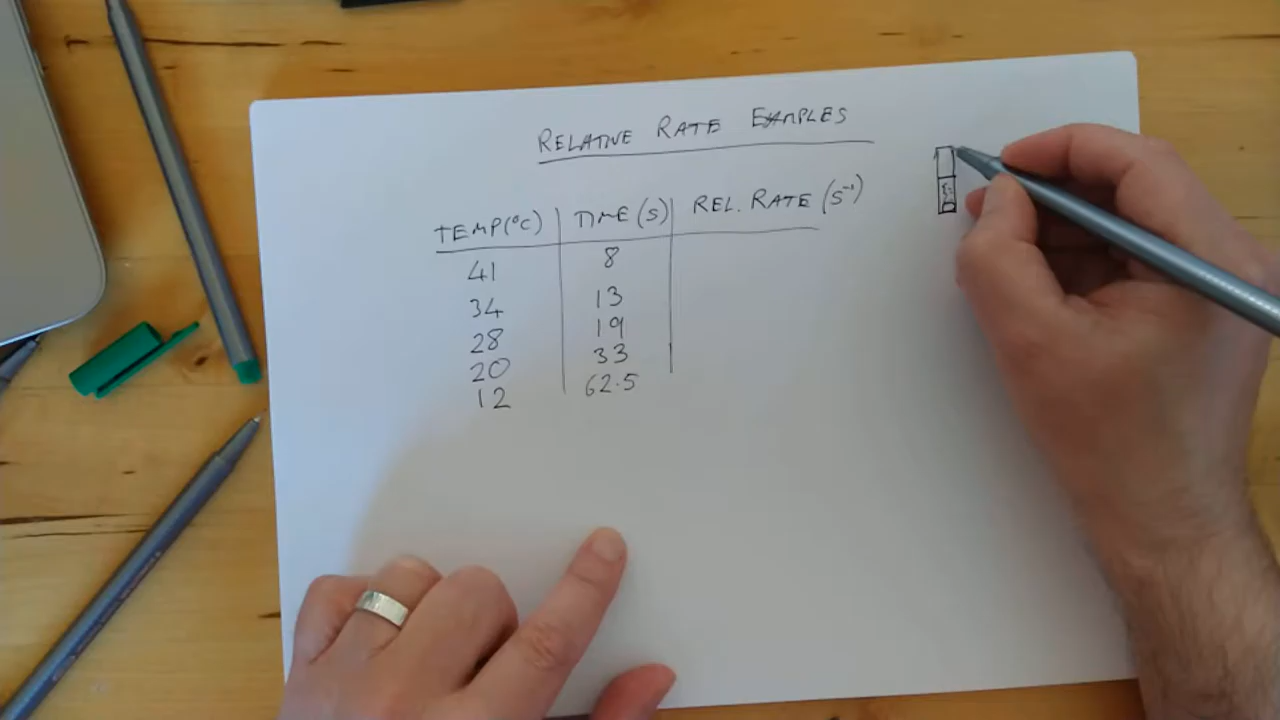 RELATIVE RATE EXAMPLES
TEMP(°C) TIME (S) REL. RATE (s⁻¹)
41 8
34 13
28 19
20 33
12 62.5